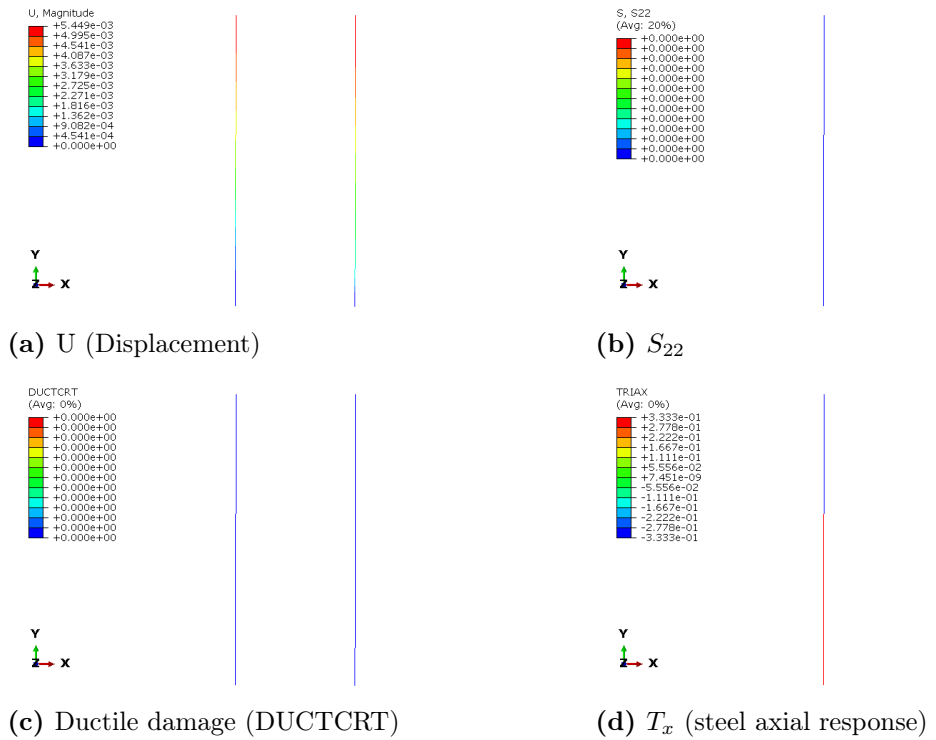 U, Magnitude
+5.449e-03
+4.995e-03
+4.541e-03
+4.087e-03
+3.633e-03
+3.179e-03
+2.725e-03
+2.271e-03
+1.816e-03
+1.362e-03
+9.082e-04
+4.541e-04
+0.000e+00
Y
Z X
(a) U (Displacement)
S, S22
(Avg: 20%)
+0.000e+00
+0.000e+00
+0.000e+00
+0.000e+00
+0.000e+00
+0.000e+00
+0.000e+00
+0.000e+00
+0.000e+00
+0.000e+00
+0.000e+00
+0.000e+00
+0.000e+00
Y
Z X
(b) S22
DUCTCRT
(Avg: 0%)
+0.000e+00
+0.000e+00
+0.000e+00
+0.000e+00
+0.000e+00
+0.000e+00
+0.000e+00
+0.000e+00
+0.000e+00
+0.000e+00
+0.000e+00
+0.000e+00
+0.000e+00
Y
Z X
(c) Ductile damage (DUCTCRT)
TRIAX
(Avg: 0%)
+3.333e-01
+2.778e-01
+2.222e-01
+1.667e-01
+1.111e-01
+5.556e-02
+7.451e-09
-5.556e-02
-1.111e-01
-1.667e-01
-2.222e-01
-2.778e-01
-3.333e-01
Y
Z X
(d) Tx (steel axial response)